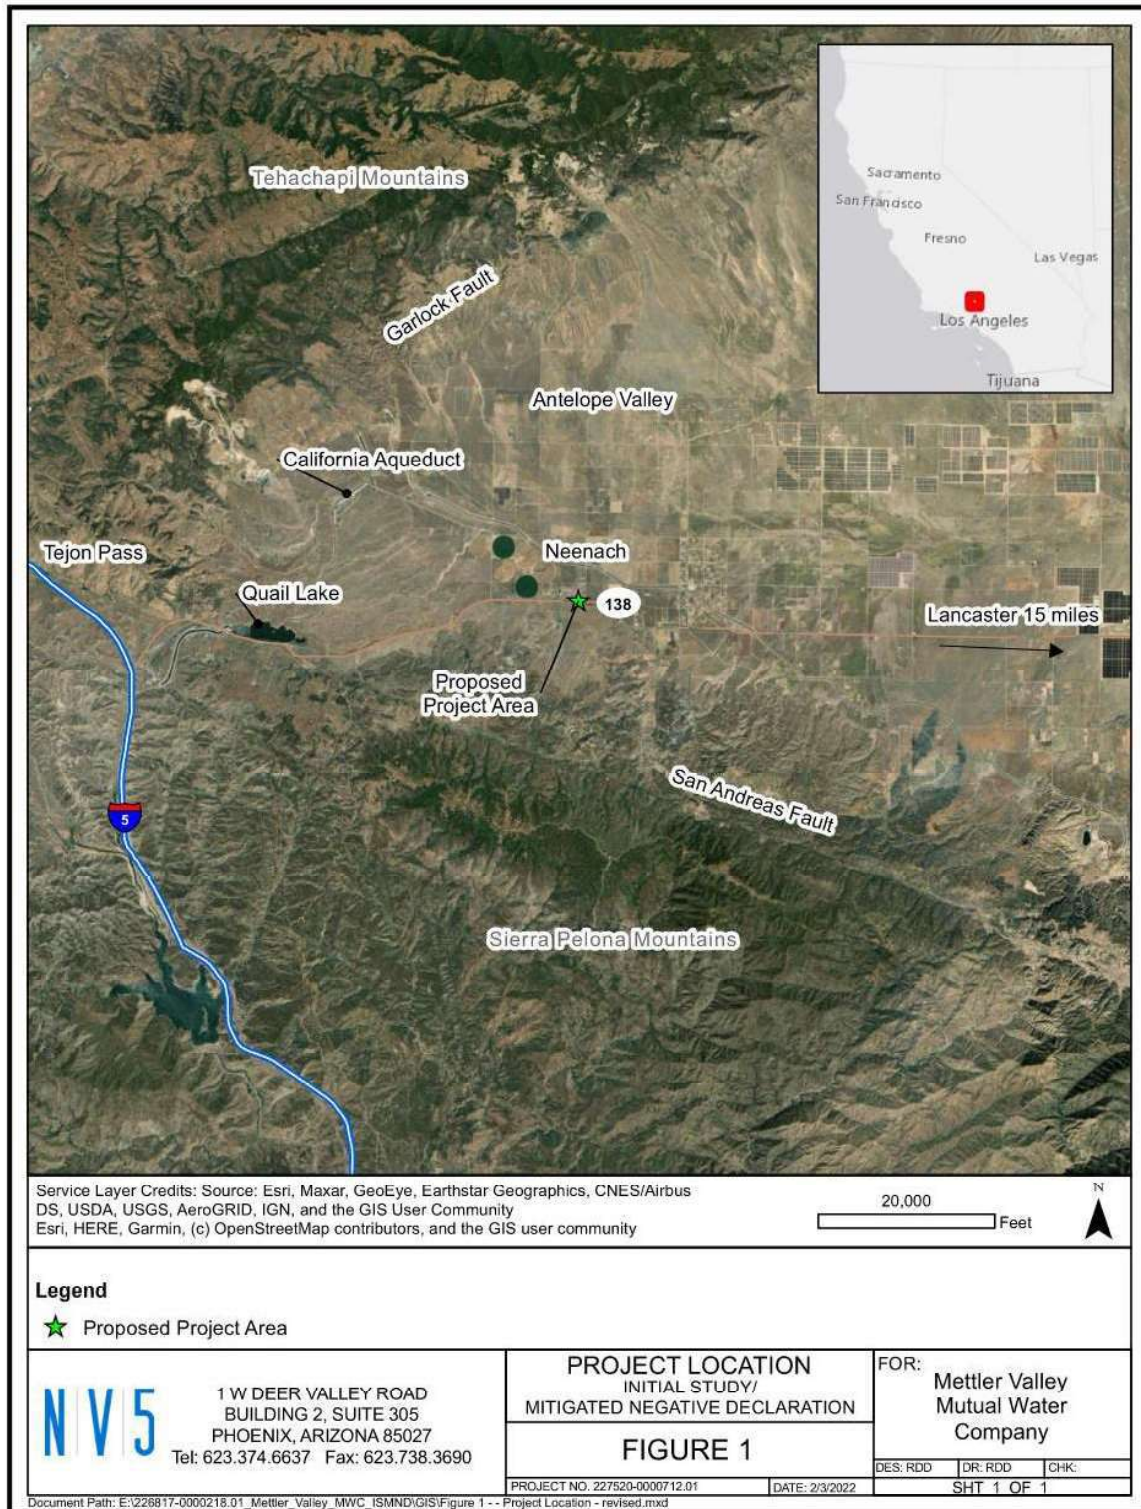 Tehachapi Mountains
Sacramento
San Francisco
Fresno
Las Vegas
Los Angeles
Tijuana
Garlock Fault
Antelope Valley
California Aqueduct
Tejon Pass
Neenach
Quail Lake
138
Lancaster 15 miles
Proposed
Project Area
San Andreas Fault
5
Sierra Pelona Mountains
Service Layer Credits: Source: Esri, Maxar, GeoEye, Earthstar Geographics, CNES/Airbus
DS, USDA, USGS, AeroGRID, IGN, and the GIS User Community
Esri, HERE, Garmin, (c) OpenStreetMap contributors, and the GIS user community
20,000
Feet
N
Legend
Proposed Project Area
NV5
1 W DEER VALLEY ROAD
BUILDING 2, SUITE 305
PHOENIX, ARIZONA 85027
Tel: 623.374.6637 Fax: 623.738.3690
PROJECT LOCATION
INITIAL STUDY/
MITIGATED NEGATIVE DECLARATION
FIGURE 1
PROJECT NO. 227520-0000712.01
DATE: 2/3/2022
FOR:
Mettler Valley
Mutual Water
Company
DES: RDD
DR: RDD
CHK:
SHT 1 OF 1
Document Path: E:\226817-0000218.01_Mettler_Valley_MWC_ISMND\GIS\Figure 1 - - Project Location - revised.mxd